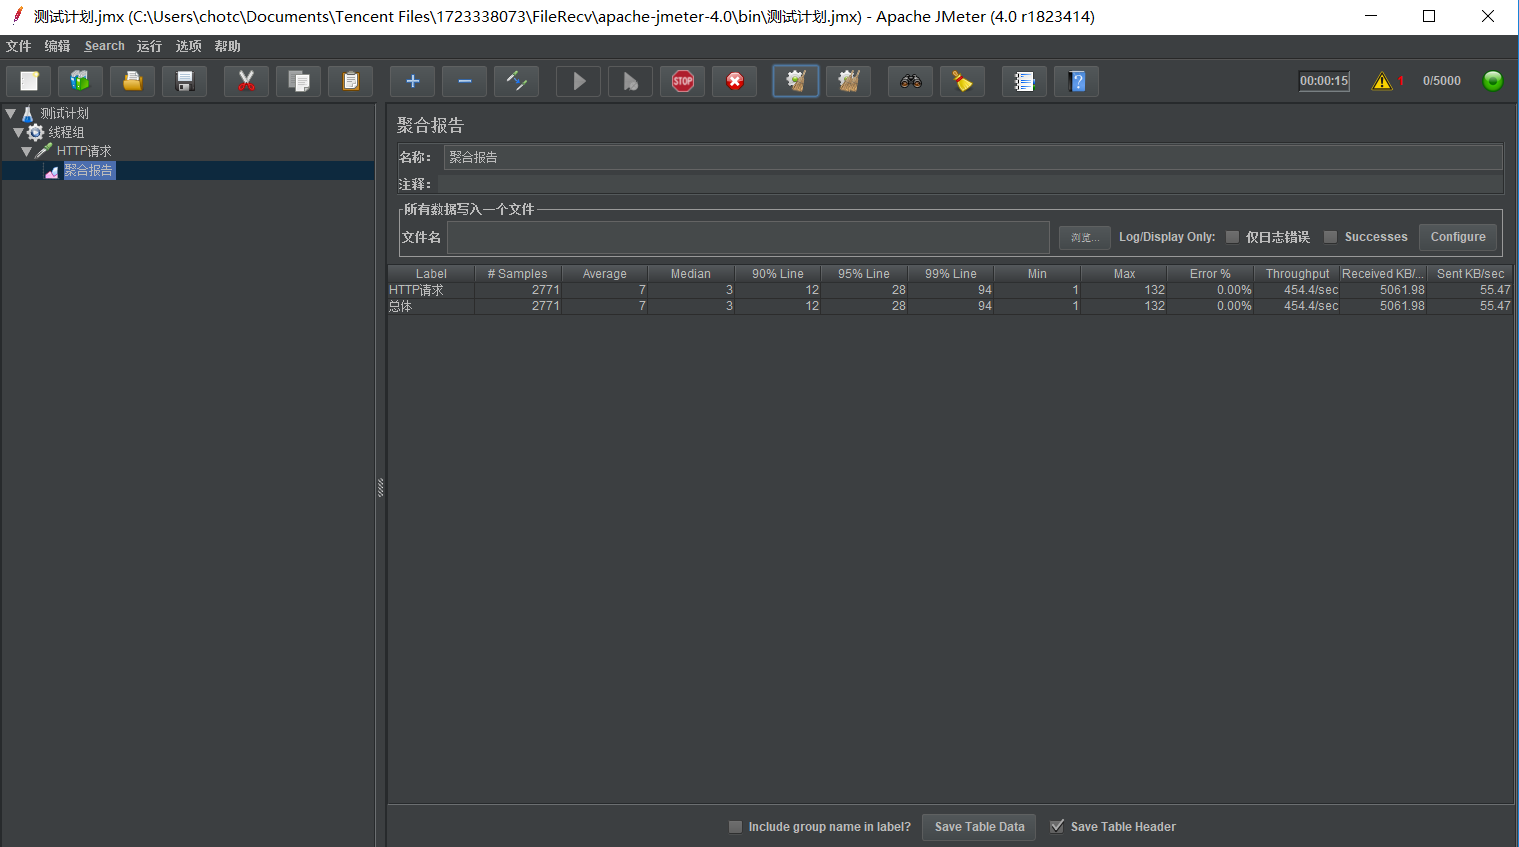 测试计划.jmx (C:\Users\chotc\Documents\Tencent Files\1723338073\FileRecv\apache-jmeter-4.0\bin\测试计划.jmx) - Apache JMeter (4.0 r1823414)
文件 编辑 Search 运行 选项 帮助
STOP 00:00:15 1 0/5000
测试计划
线程组
HTTP请求
聚合报告
聚合报告
名称： 聚合报告
注释：
所有数据写入一个文件
文件名 浏览... Log/Display Only: 仅日志错误 Successes Configure
Label # Samples Average Median 90% Line 95% Line 99% Line Min Max Error % Throughput Received KB/... Sent KB/sec
HTTP请求 2771 7 3 12 28 94 1 132 0.00% 454.4/sec 5061.98 55.47
总体 2771 7 3 12 28 94 1 132 0.00% 454.4/sec 5061.98 55.47
Include group name in label? Save Table Data Save Table Header